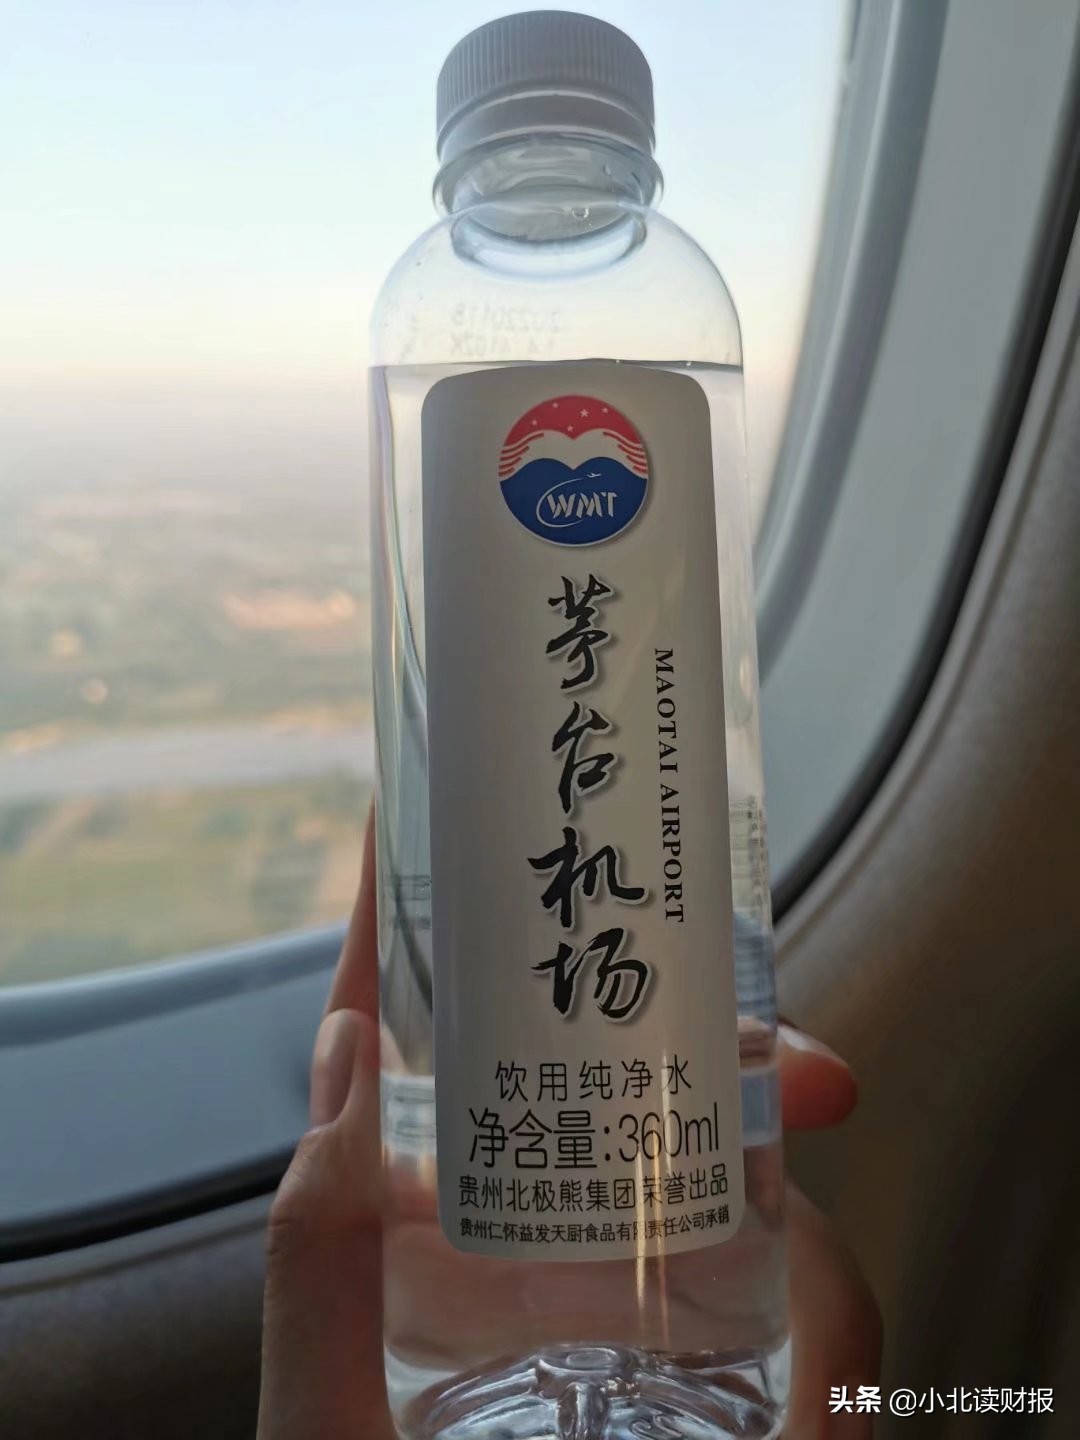 WMT
茅台机场
MAOTAI AIRPORT
饮用纯净水
净含量:360ml
贵州北极熊集团荣誉出品
贵州仁怀益发天厨食品有限责任公司承销
头条 @小北读财报